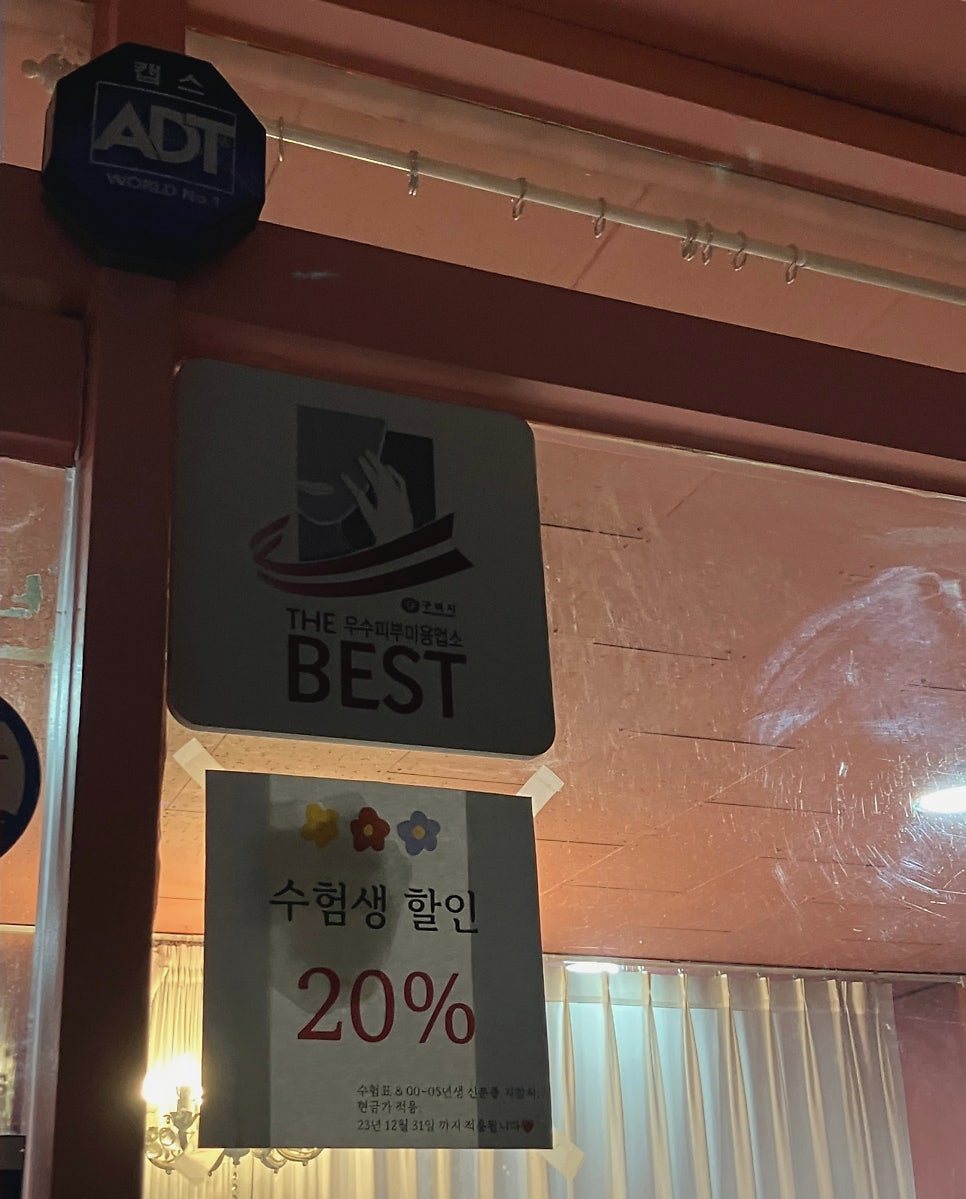 캡스
ADT
WORLD No.1
THE 우수피부미용업소
BEST
수험생 할인
20%
수험표 & 00-05년생 신분증 지참시.
현금가 적용.
23년 12월 31일 까지 적용됩니다